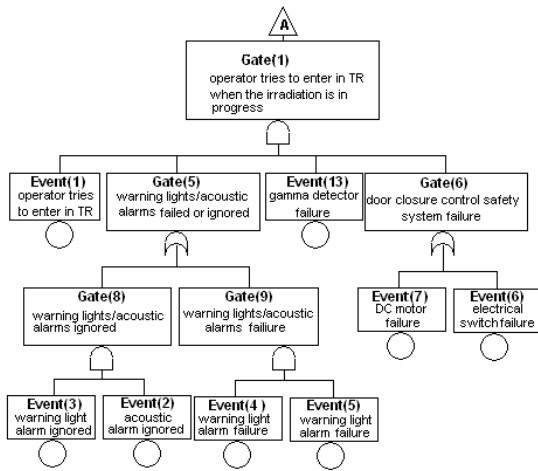 A
Gate(1)
operator tries to enter in TR
when the irradiation is in
progress
Event(1)
operator tries
to enter in TR
Gate(5)
warning lights/acoustic
alarms failed or ignored
Event(13)
gamma detector
failure
Gate(6)
door closure control safety
system failure
Gate(8)
warning lights/acoustic
alarms ignored
Gate(9)
warning lights/acoustic
alarms failiure
Event(7)
DC motor
failure
Event(6)
electrical
switch failure
Event(3)
warning light
alarm ignored
Event(2)
acoustic
alarm ignored
Event(4 )
warning light
alarm failure
Event(5)
warning light
alarm failure